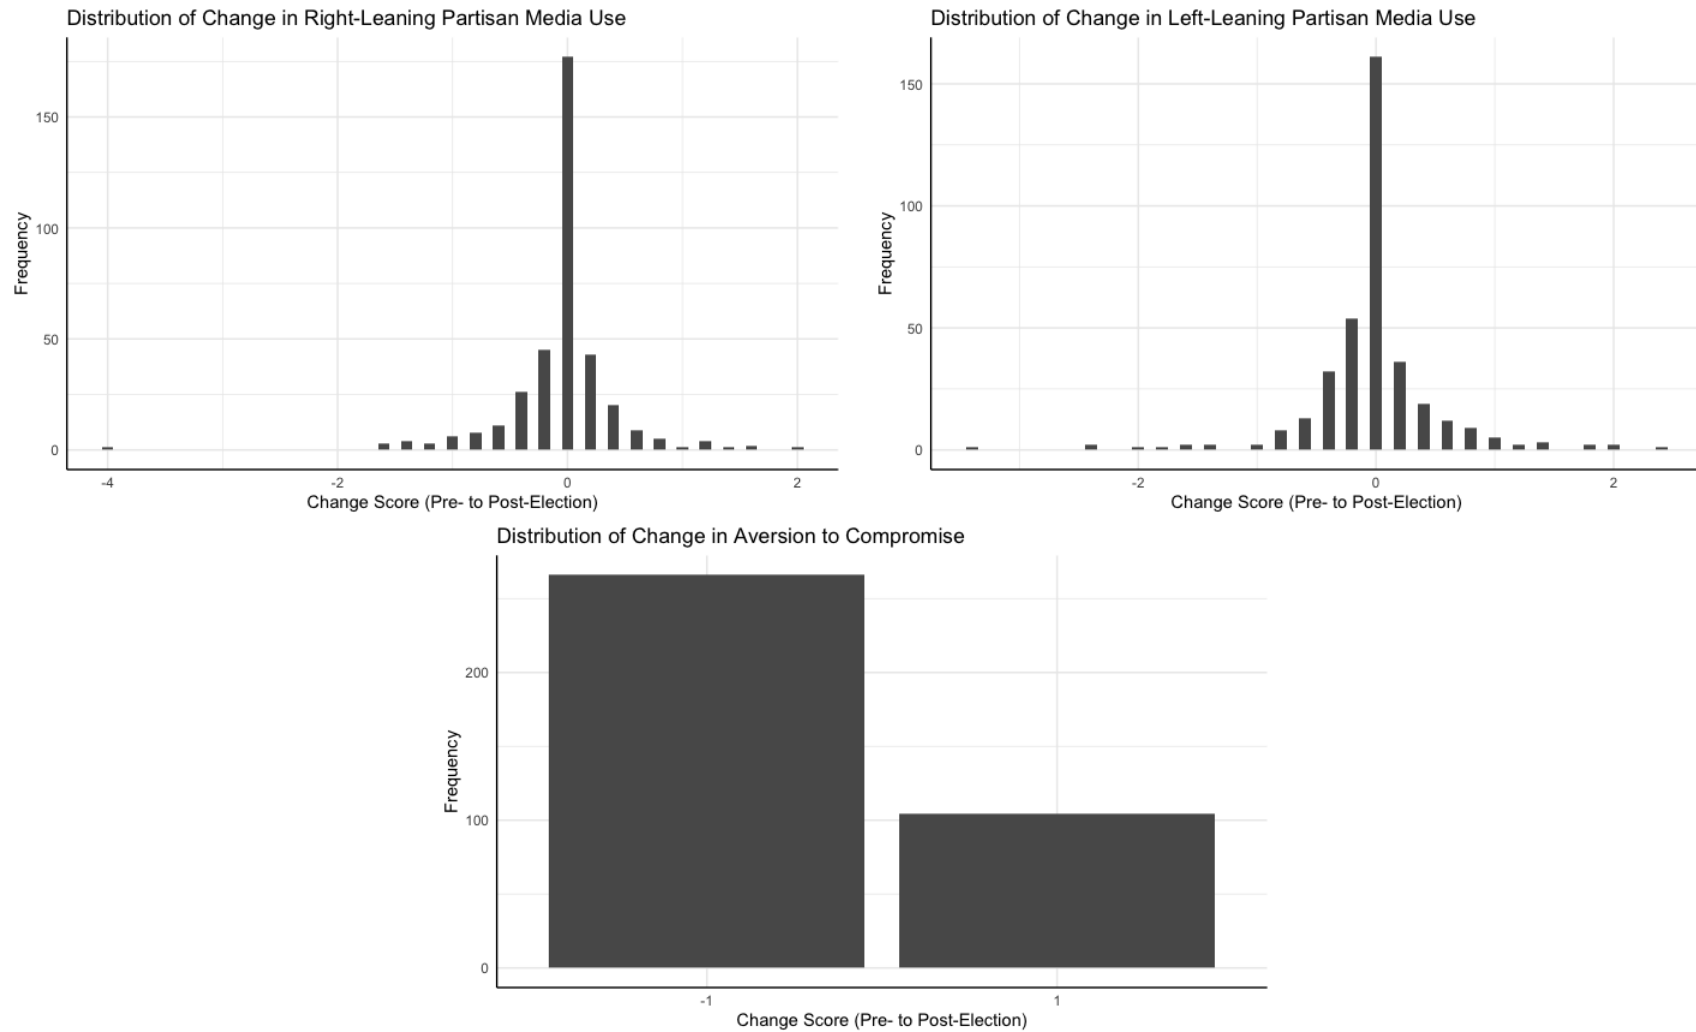 Distribution of Change in Right-Leaning Partisan Media Use
150
100
50
0
Frequency
-4
-2
0
2
Change Score (Pre- to Post-Election)
Distribution of Change in Left-Leaning Partisan Media Use
150
100
50
0
Frequency
-2
0
2
Change Score (Pre- to Post-Election)
Distribution of Change in Aversion to Compromise
200
100
0
Frequency
-1
1
Change Score (Pre- to Post-Election)